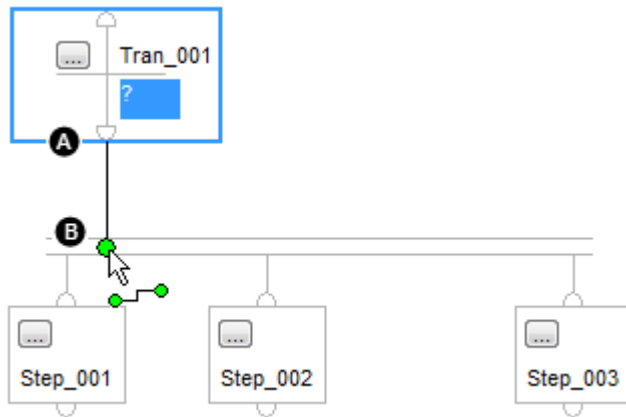 ... Tran_001
?
A
B
... ... ...
Step_001 Step_002 Step_003